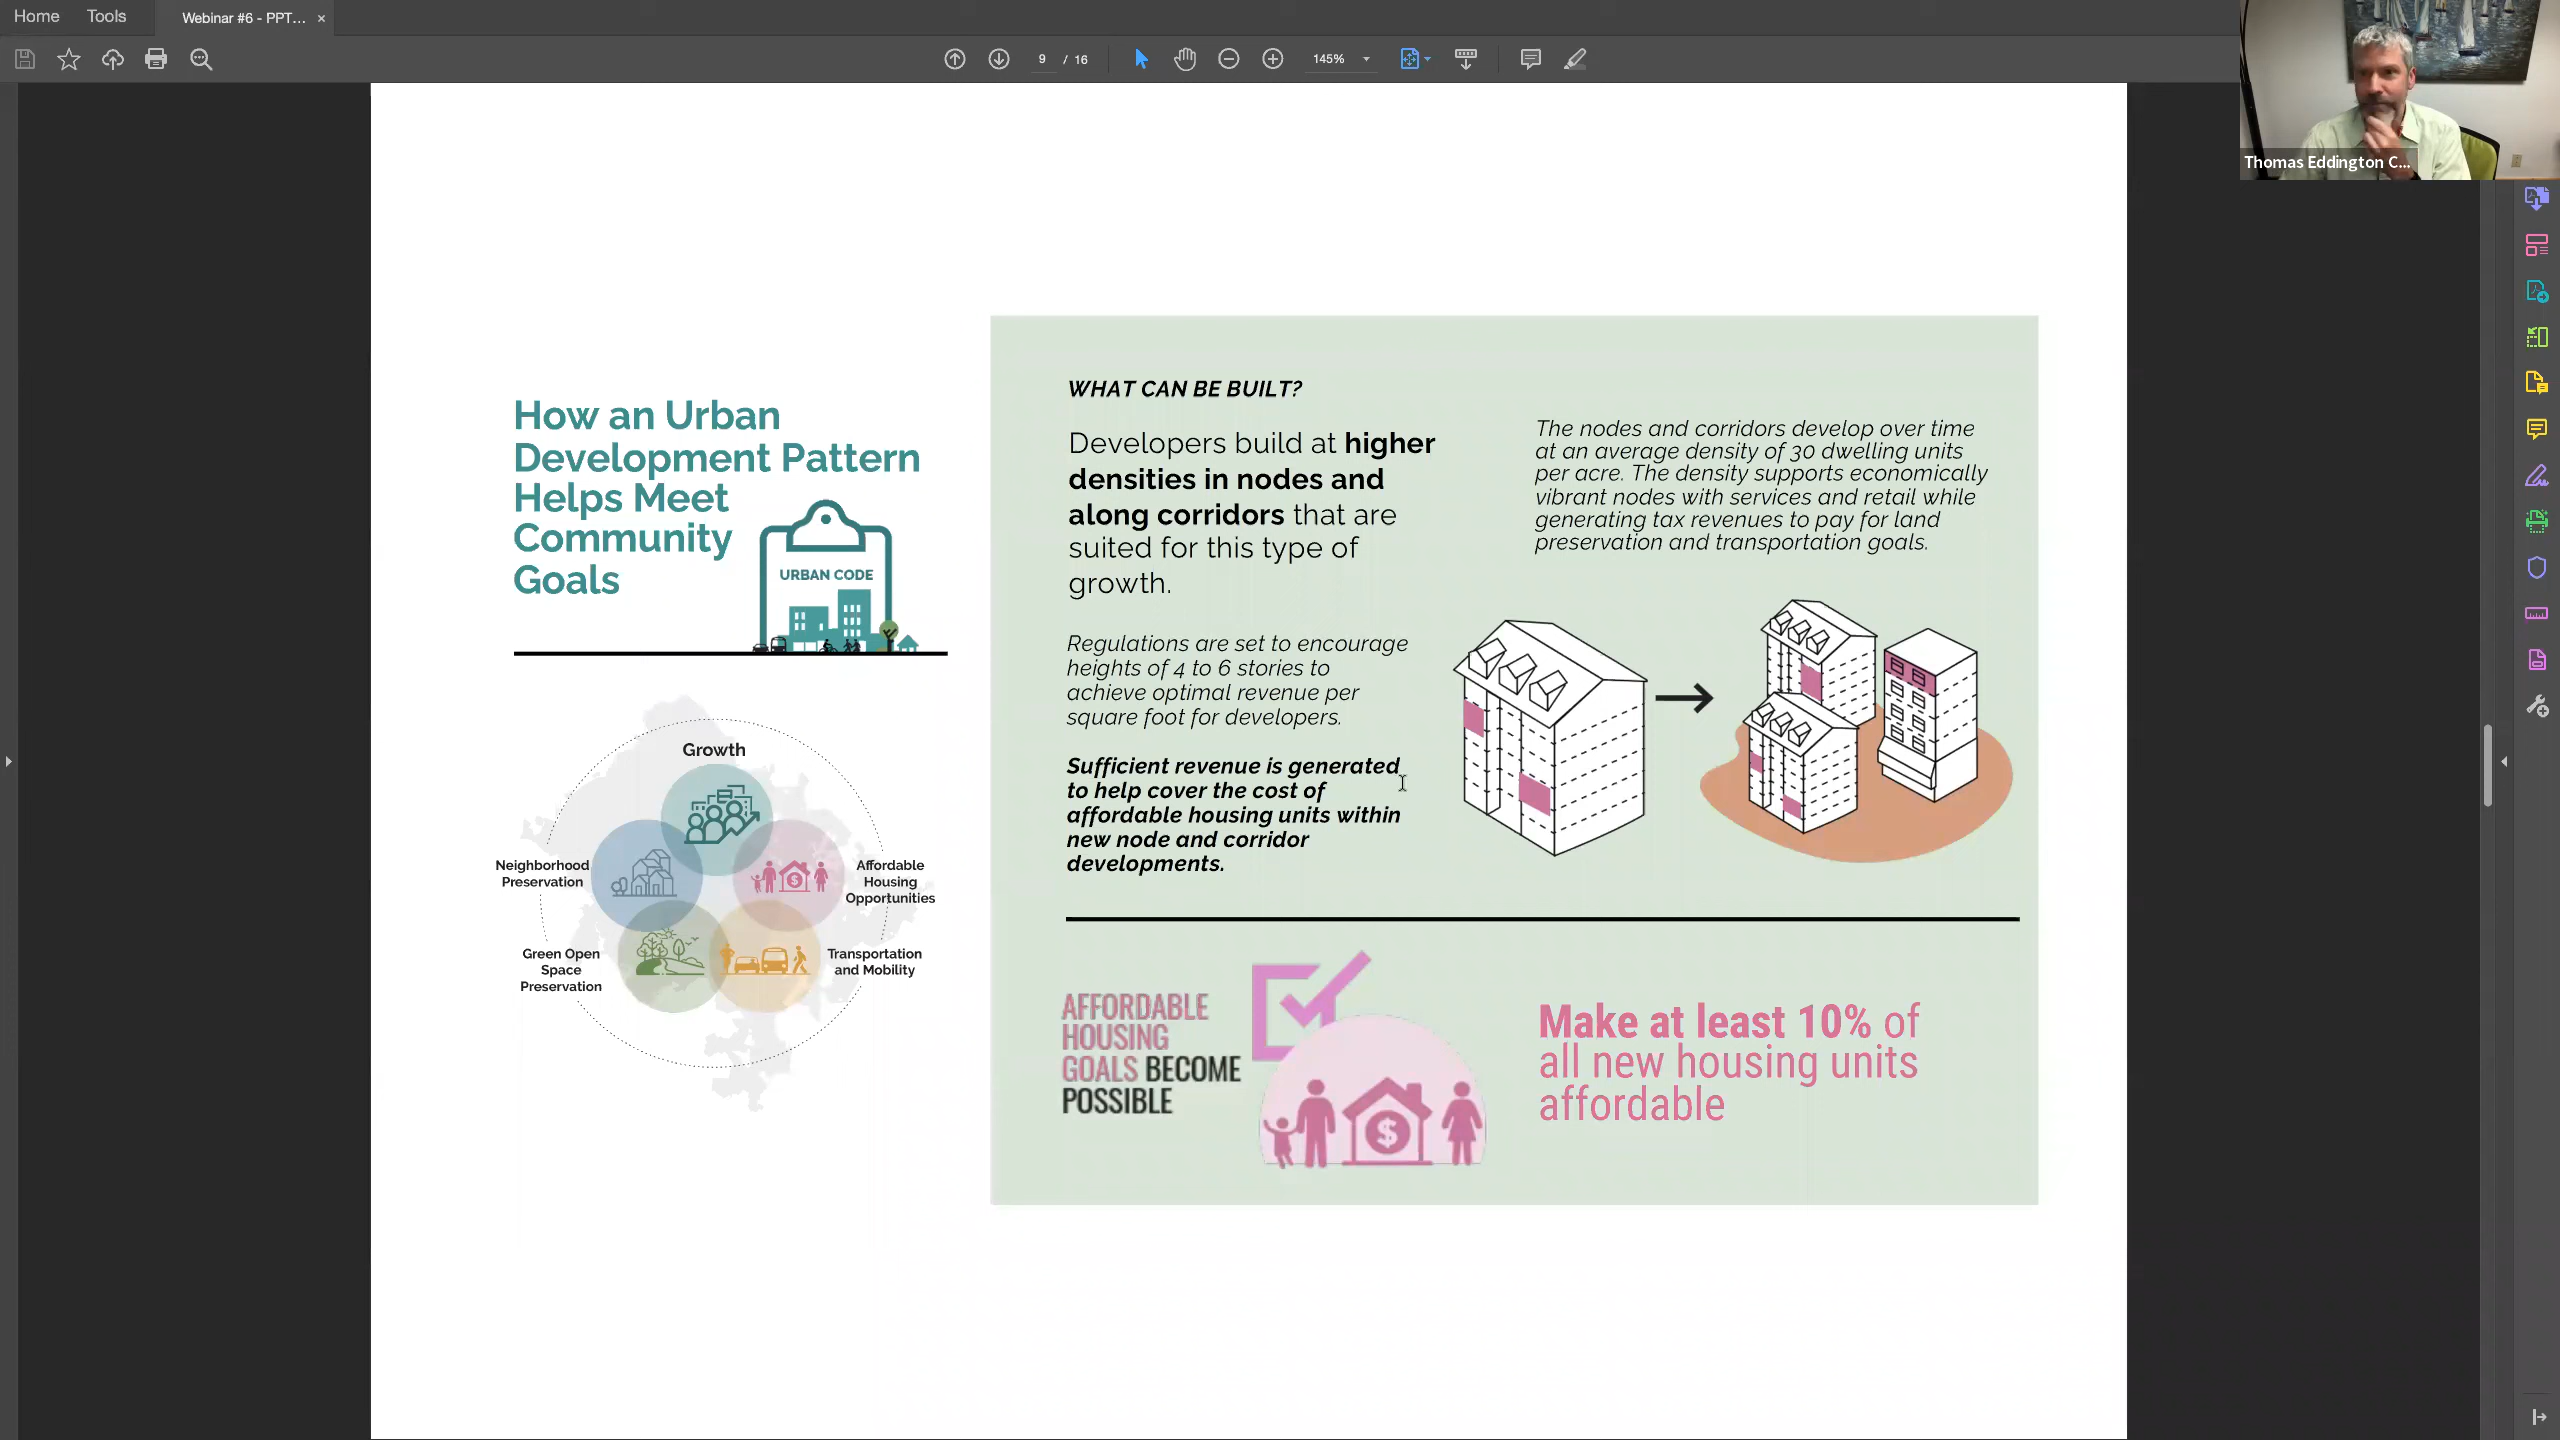 Home Tools Webinar #6 - PPT... ×
9 / 16 145%
Thomas Eddington C...
How an Urban
Development Pattern
Helps Meet
Community
Goals
URBAN CODE
Growth
Neighborhood
Preservation
Affordable
Housing
Opportunities
Green Open
Space
Preservation
Transportation
and Mobility
WHAT CAN BE BUILT?
Developers build at higher
densities in nodes and
along corridors that are
suited for this type of
growth.
Regulations are set to encourage
heights of 4 to 6 stories to
achieve optimal revenue per
square foot for developers.
Sufficient revenue is generated
to help cover the cost of
affordable housing units within
new node and corridor
developments.
The nodes and corridors develop over time
at an average density of 30 dwelling units
per acre. The density supports economically
vibrant nodes with services and retail while
generating tax revenues to pay for land
preservation and transportation goals.
AFFORDABLE
HOUSING
GOALS BECOME
POSSIBLE
$
Make at least 10% of
all new housing units
affordable